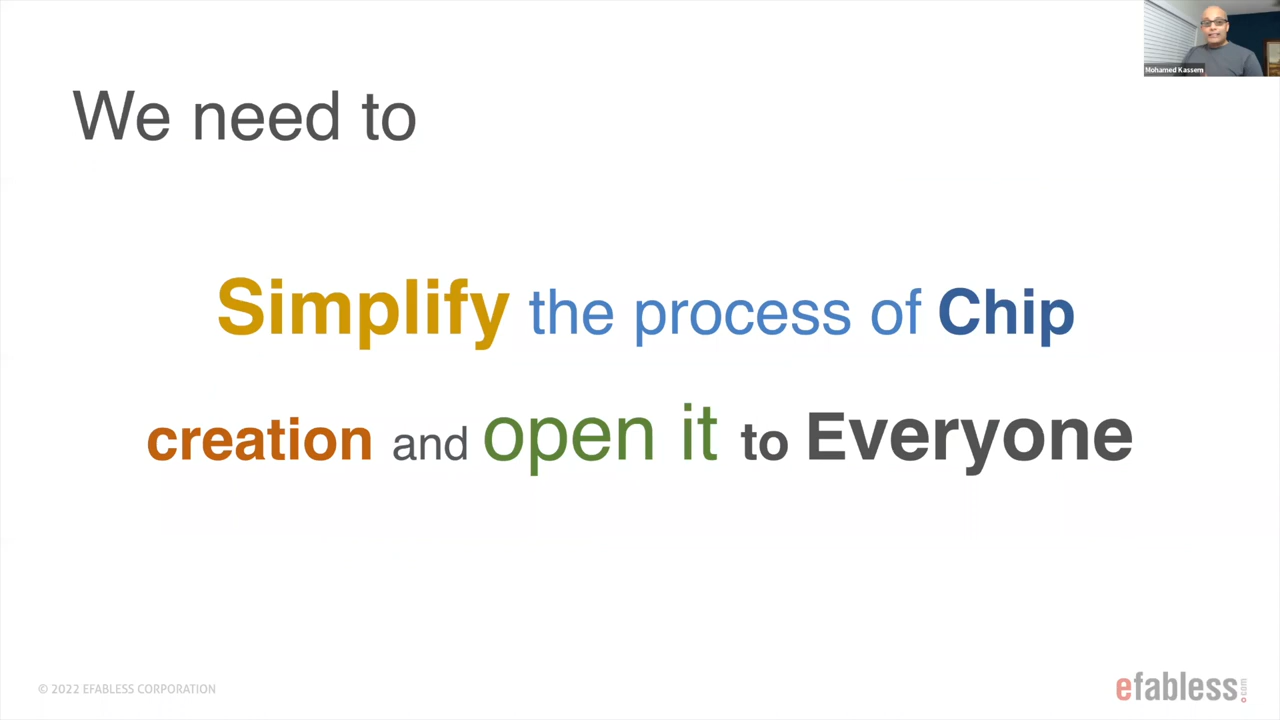 Mohamed Kassem
We need to
Simplify the process of Chip
creation and open it to Everyone
© 2022 EFABLESS CORPORATION
efabless.com